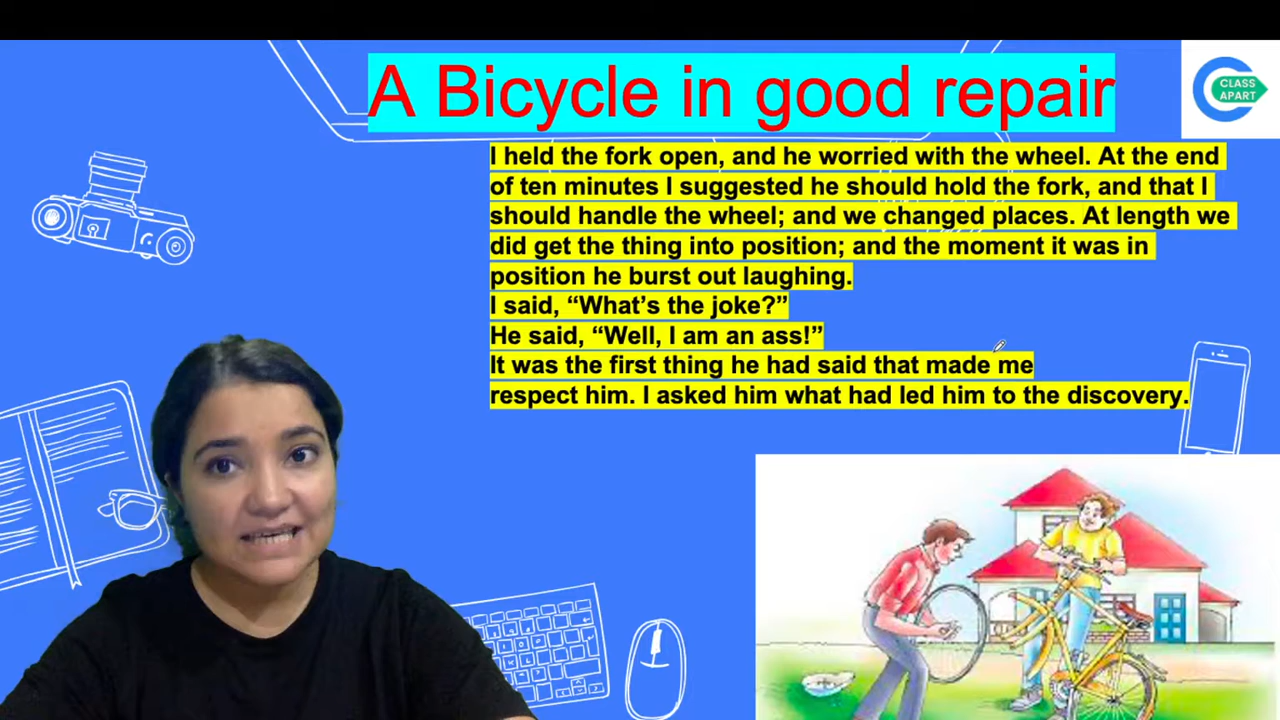 A Bicycle in good repair
CLASS
APART
I held the fork open, and he worried with the wheel. At the end
of ten minutes I suggested he should hold the fork, and that I
should handle the wheel; and we changed places. At length we
did get the thing into position; and the moment it was in
position he burst out laughing.
I said, “What’s the joke?”
He said, “Well, I am an ass!”
It was the first thing he had said that made me
respect him. I asked him what had led him to the discovery.